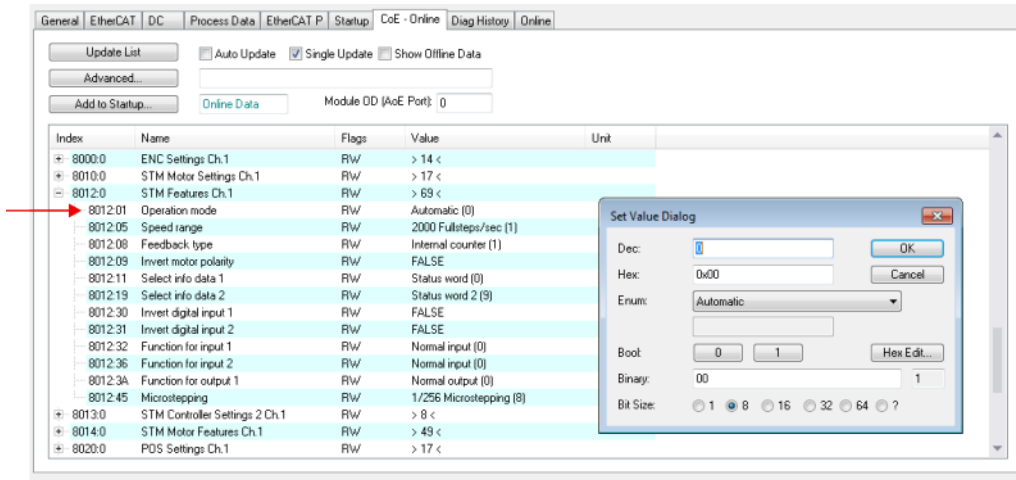 General EtherCAT DC Process Data EtherCAT P Startup CoE - Online Diag History Online
Update List Auto Update Single Update Show Offline Data
Advanced...
Add to Startup... Online Data Module OD (AoE Port): 0
Index Name Flags Value Unit
8000:0 ENC Settings Ch.1 RW > 14 <
8010:0 STM Motor Settings Ch.1 RW > 17 <
8012:0 STM Features Ch.1 RW > 69 <
8012:01 Operation mode RW Automatic (0)
8012:05 Speed range RW 2000 Fullsteps/sec (1)
8012:08 Feedback type RW Internal counter (1)
8012:09 Invert motor polarity RW FALSE
8012:11 Select info data 1 RW Status word (0)
8012:19 Select info data 2 RW Status word 2 (9)
8012:30 Invert digital input 1 RW FALSE
8012:31 Invert digital input 2 RW FALSE
8012:32 Function for input 1 RW Normal input (0)
8012:36 Function for input 2 RW Normal input (0)
8012:3A Function for output 1 RW Normal output (0)
8012:45 Microstepping RW 1/256 Microstepping (8)
8013:0 STM Controller Settings 2 Ch.1 RW > 8 <
8014:0 STM Motor Features Ch.1 RW > 49 <
8020:0 POS Settings Ch.1 RW > 17 <
Set Value Dialog
Dec: 0 OK
Hex: 0x00 Cancel
Enum: Automatic
Bool: 0 1 Hex Edit...
Binary: 00 1
Bit Size: 1 8 16 32 64 ?